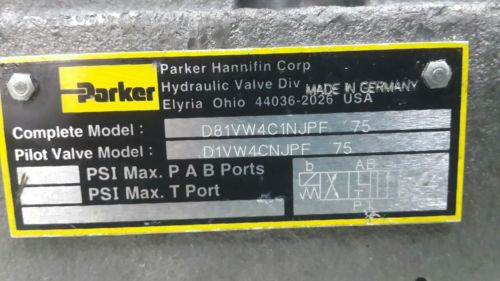 Parker
Parker Hannifin Corp
Hydraulic Valve Div
MADE IN GERMANY
Elyria Ohio 44036-2026 USA
Complete Model : D81VW4C1NJPF 75
Pilot Valve Model : D1VW4CNJPF 75
PSI Max. P A B Ports
PSI Max. T Port
b
A B
P